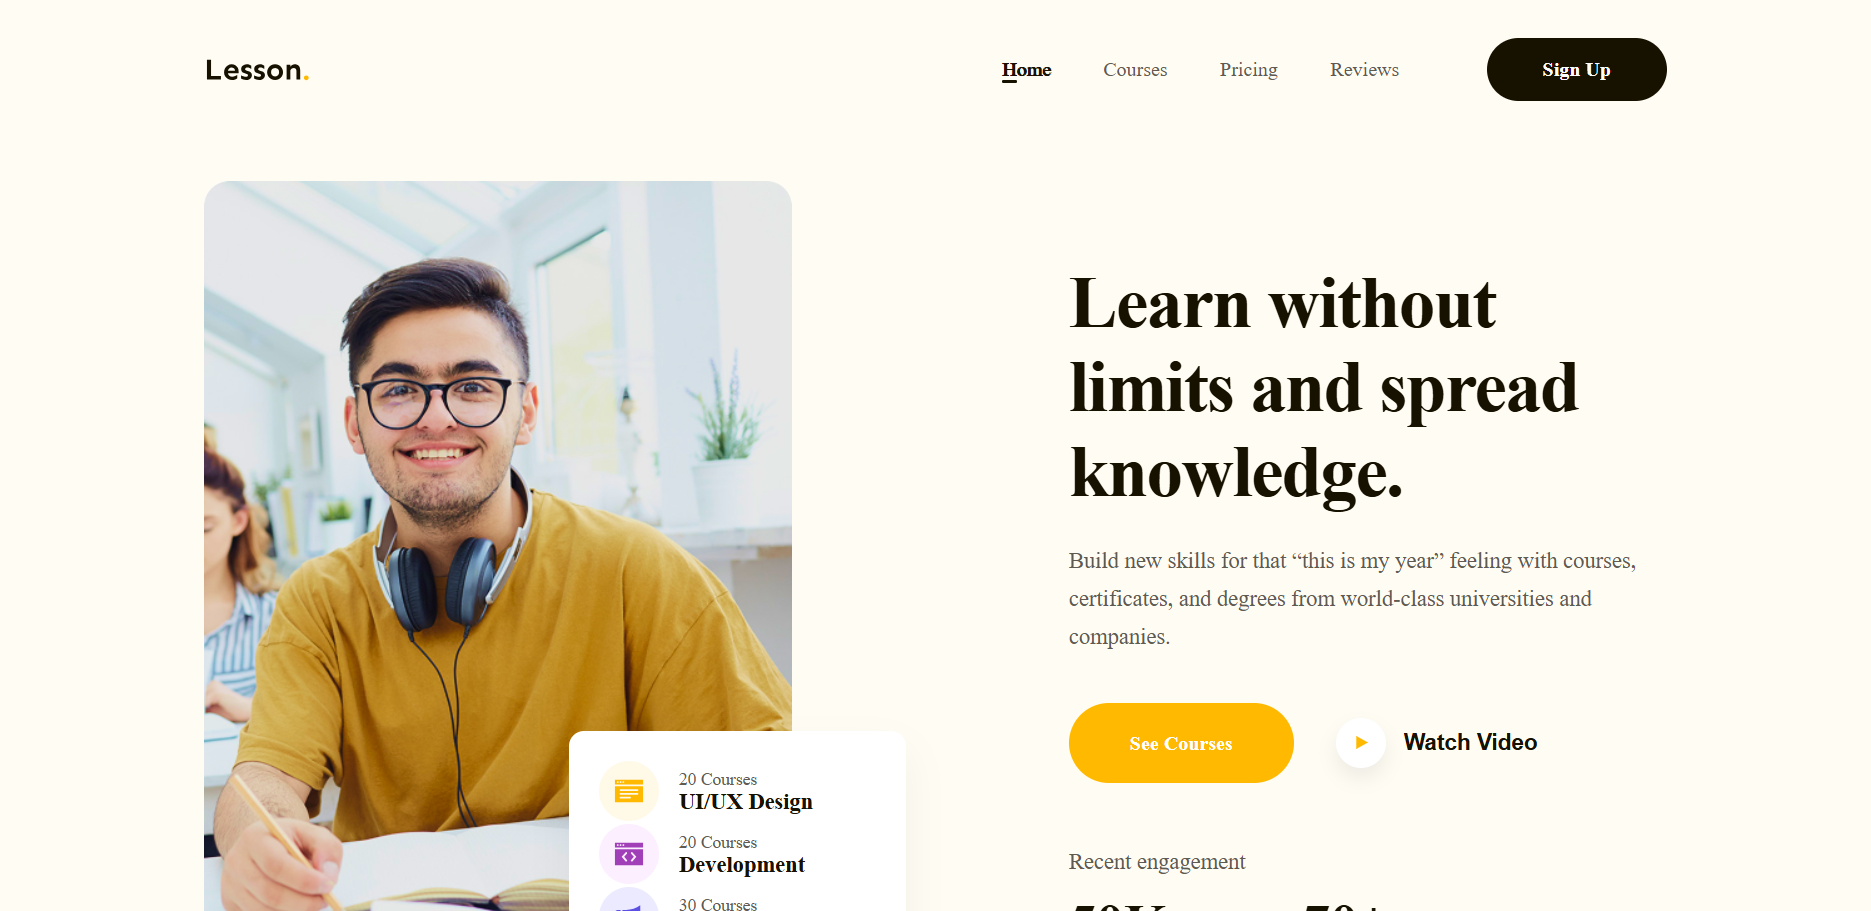 Lesson.
Home
Courses
Pricing
Reviews
Sign Up
Learn without
limits and spread
knowledge.
Build new skills for that “this is my year” feeling with courses,
certificates, and degrees from world-class universities and
companies.
See Courses
Watch Video
20 Courses
UI/UX Design
20 Courses
Development
30 Courses
Recent engagement